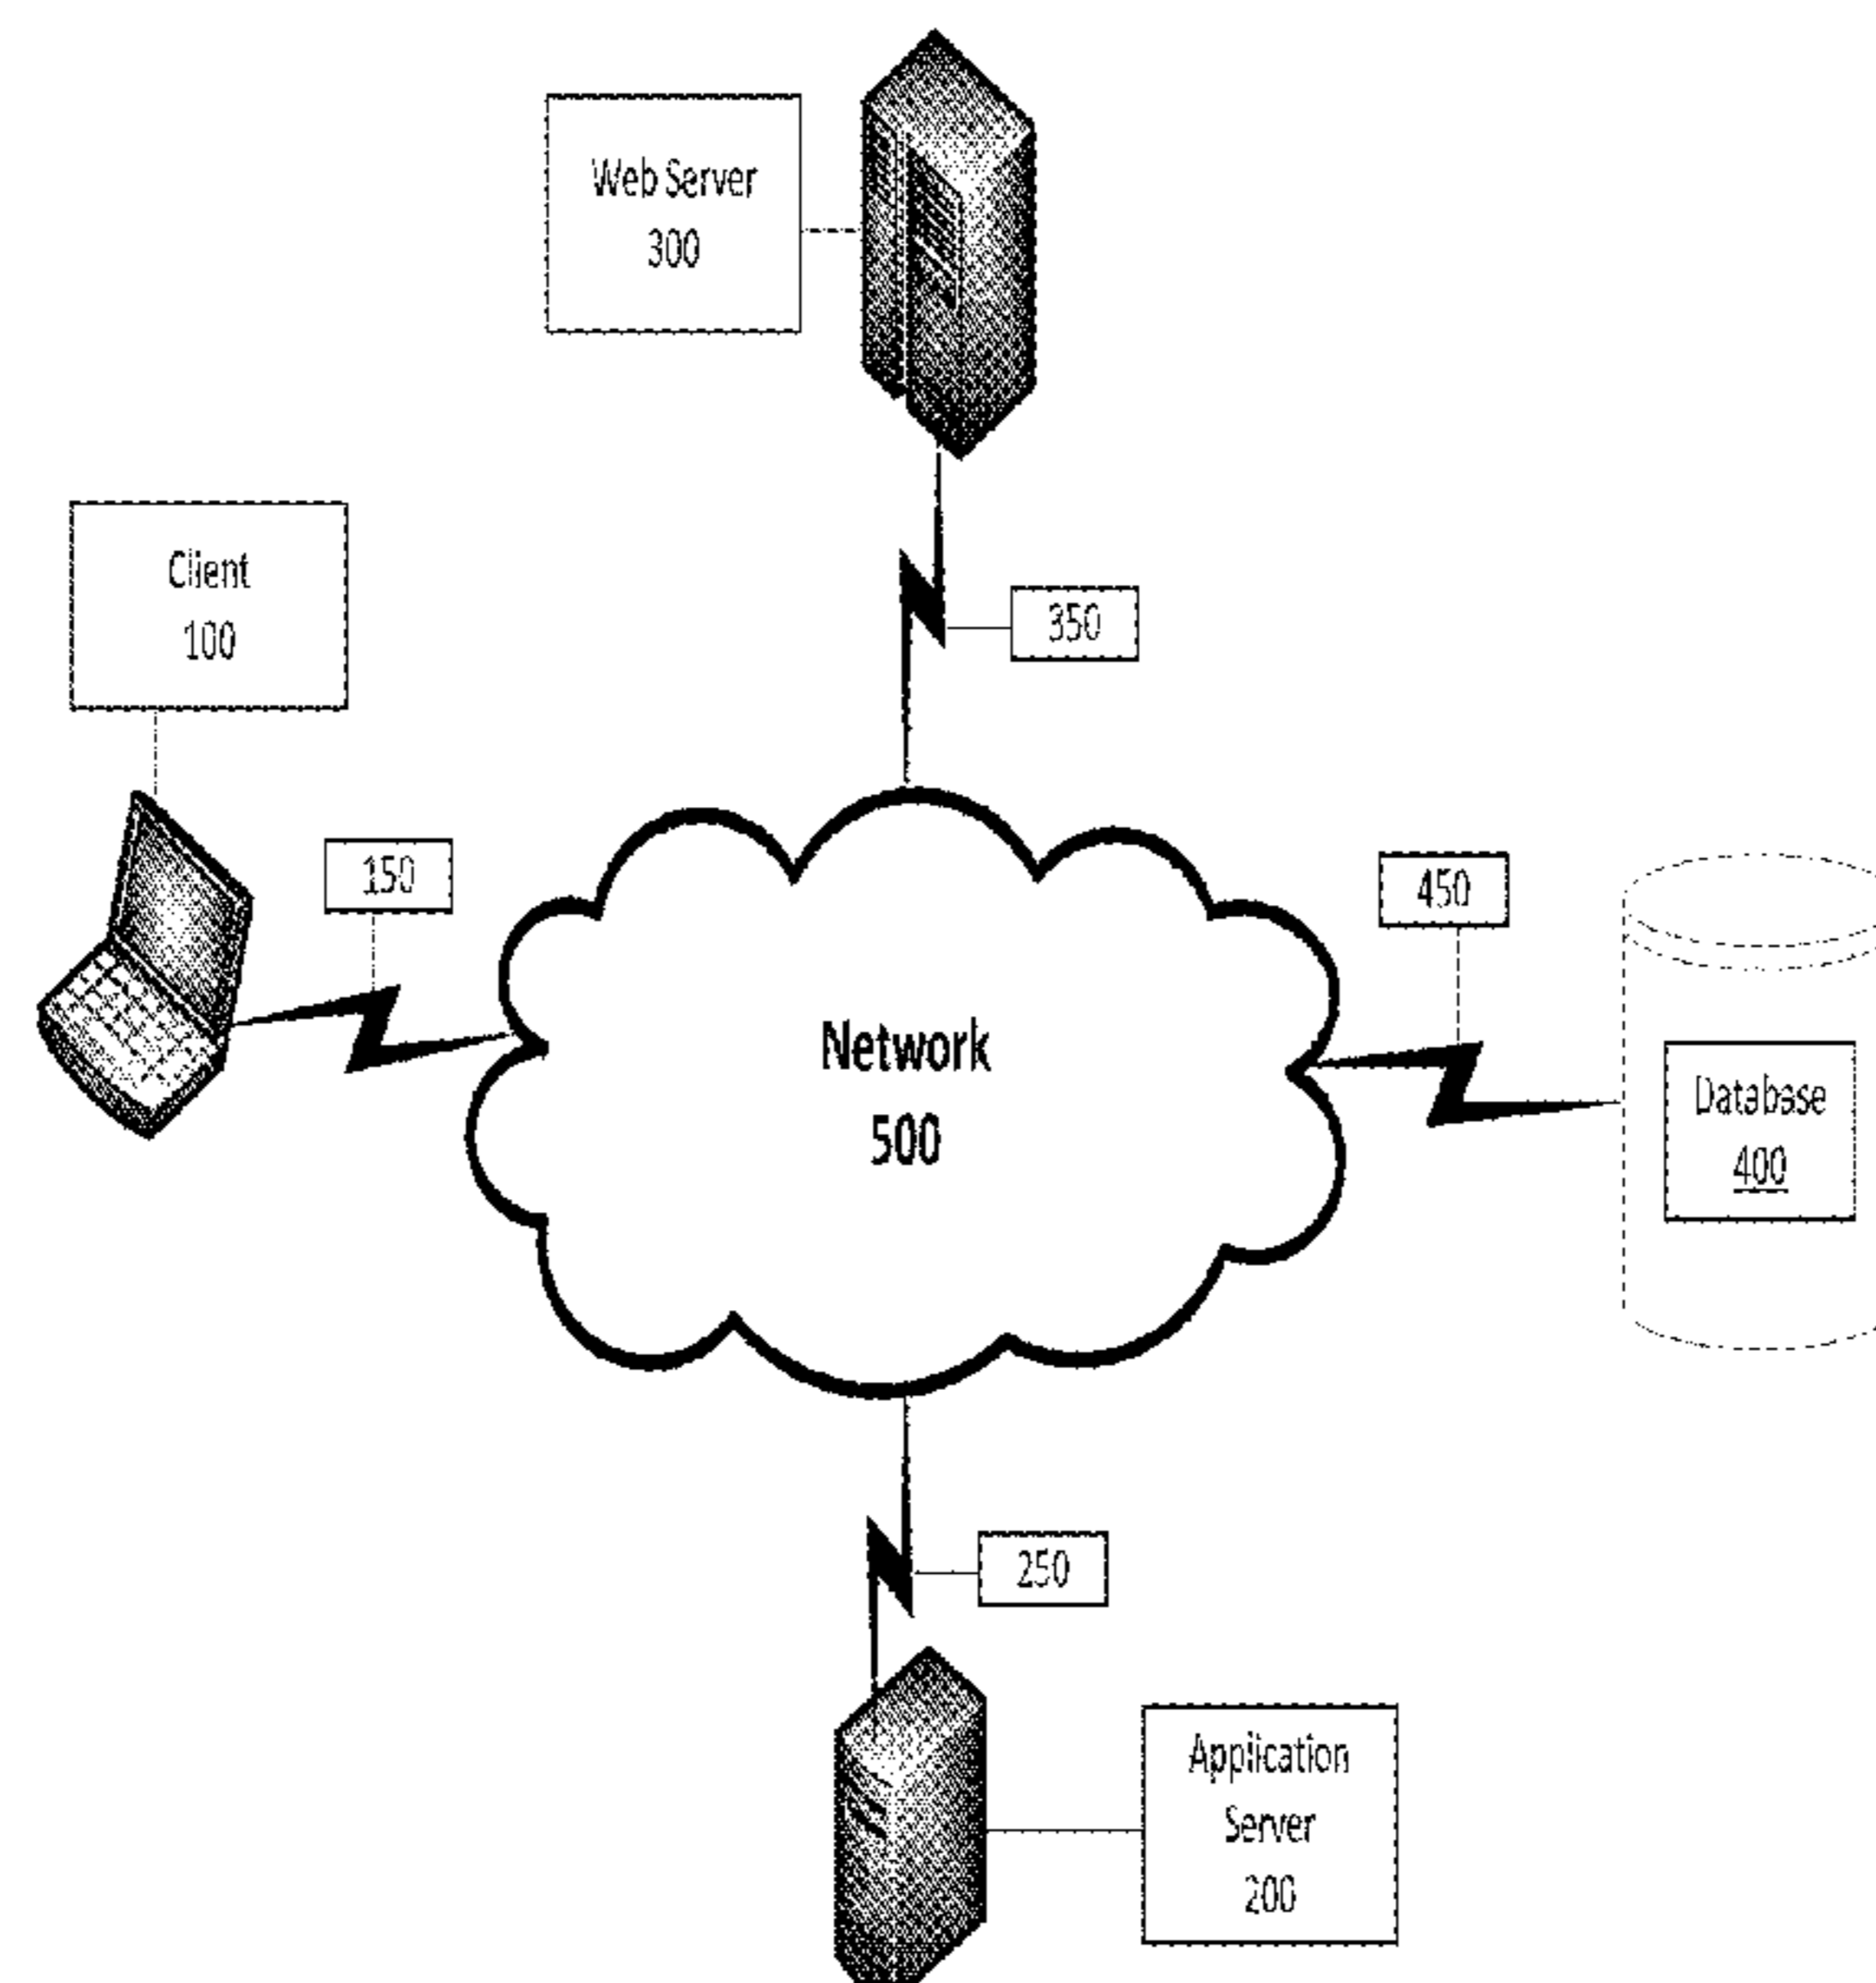 Web Server
300
Client
100
350
150
450
Network
500
Database
400
250
Application
Server
200